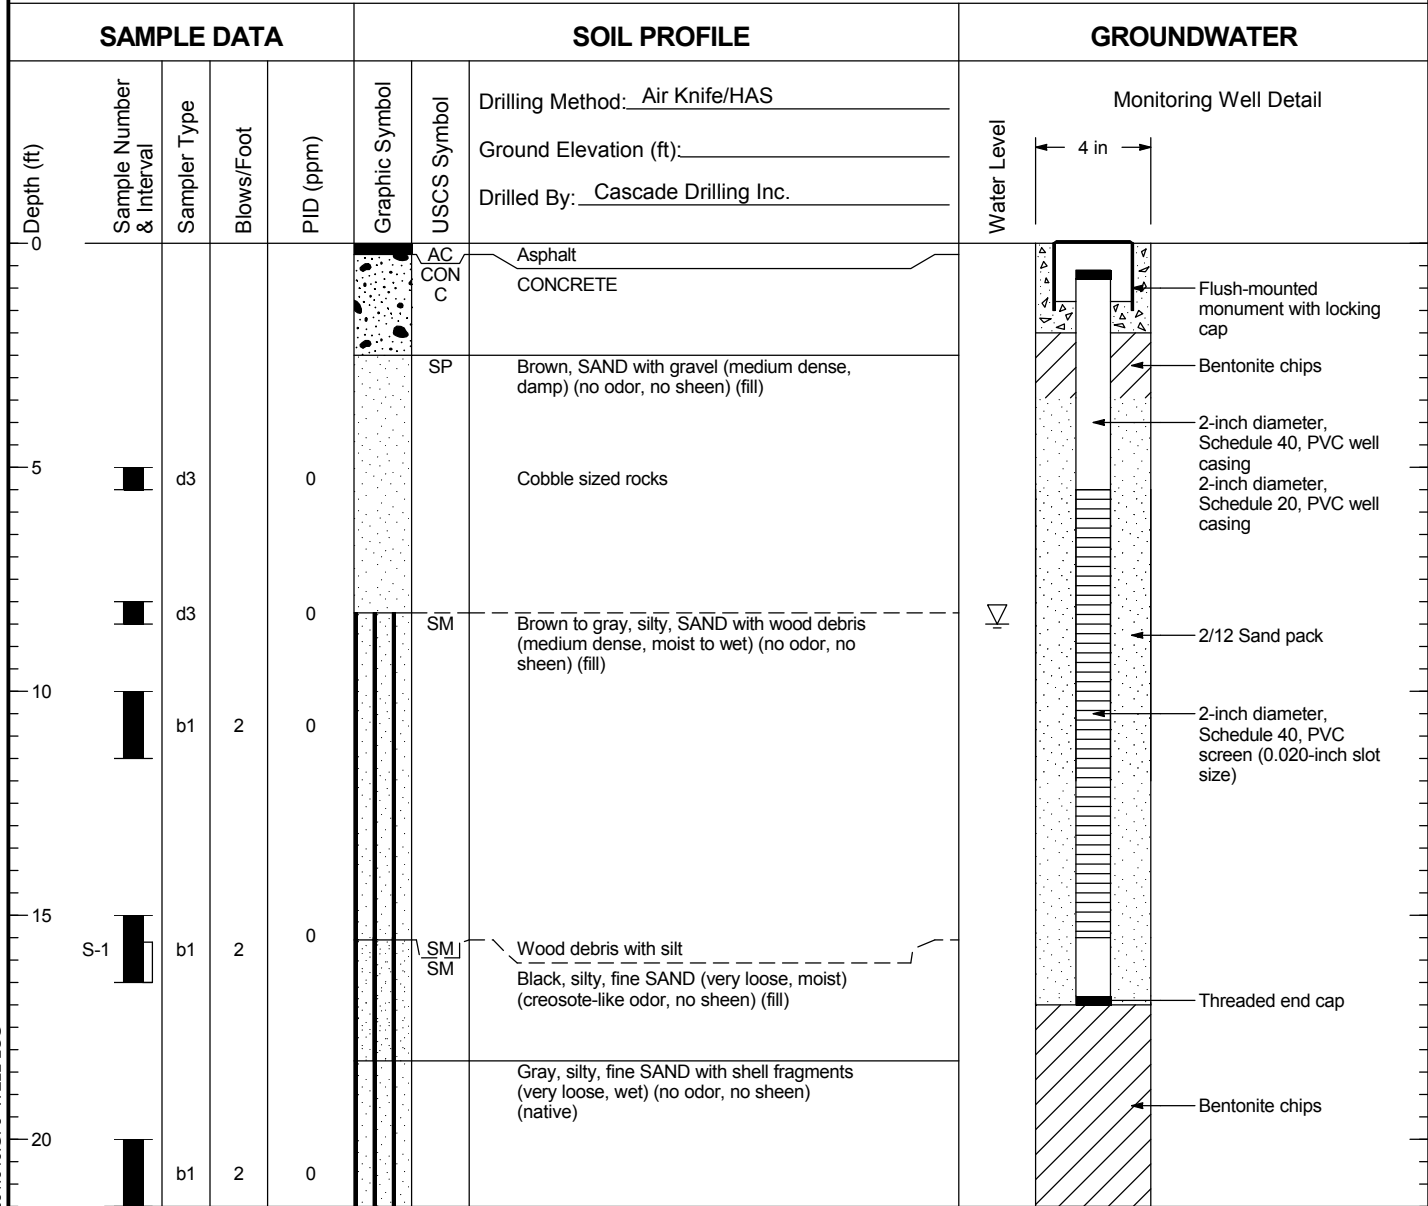 SAMPLE DATA
SOIL PROFILE
GROUNDWATER
Depth (ft)
Sample Number
& Interval
Sampler Type
Blows/Foot
PID (ppm)
Graphic Symbol
USCS Symbol
Drilling Method: Air Knife/HAS
Ground Elevation (ft):
Drilled By: Cascade Drilling Inc.
Water Level
Monitoring Well Detail
4 in
0
AC
Asphalt
CON
C
CONCRETE
Flush-mounted
monument with locking
cap
SP
Brown, SAND with gravel (medium dense,
damp) (no odor, no sheen) (fill)
Bentonite chips
2-inch diameter,
Schedule 40, PVC well
casing
5
d3
0
Cobble sized rocks
2-inch diameter,
Schedule 20, PVC well
casing
d3
0
SM
Brown to gray, silty, SAND with wood debris
(medium dense, moist to wet) (no odor, no
sheen) (fill)
2/12 Sand pack
10
b1
2
0
2-inch diameter,
Schedule 40, PVC
screen (0.020-inch slot
size)
15
S-1
b1
2
0
SM
Wood debris with silt
SM
Black, silty, fine SAND (very loose, moist)
(creosote-like odor, no sheen) (fill)
Threaded end cap
Gray, silty, fine SAND with shell fragments
(very loose, wet) (no odor, no sheen)
(native)
Bentonite chips
20
b1
2
0